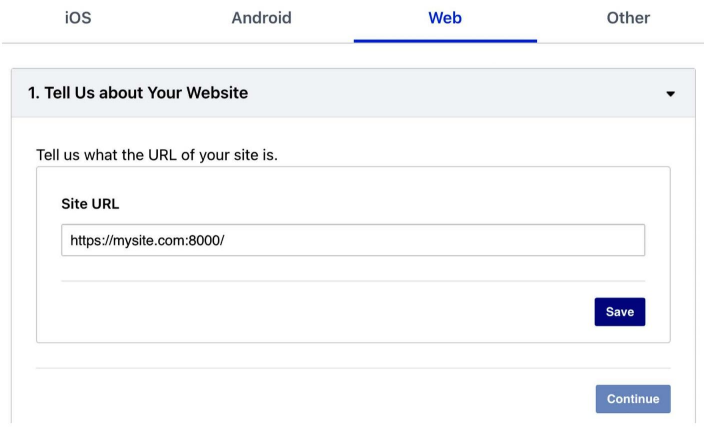 iOS Android Web Other
1. Tell Us about Your Website
Tell us what the URL of your site is.
Site URL
https://mysite.com:8000/
Save
Continue